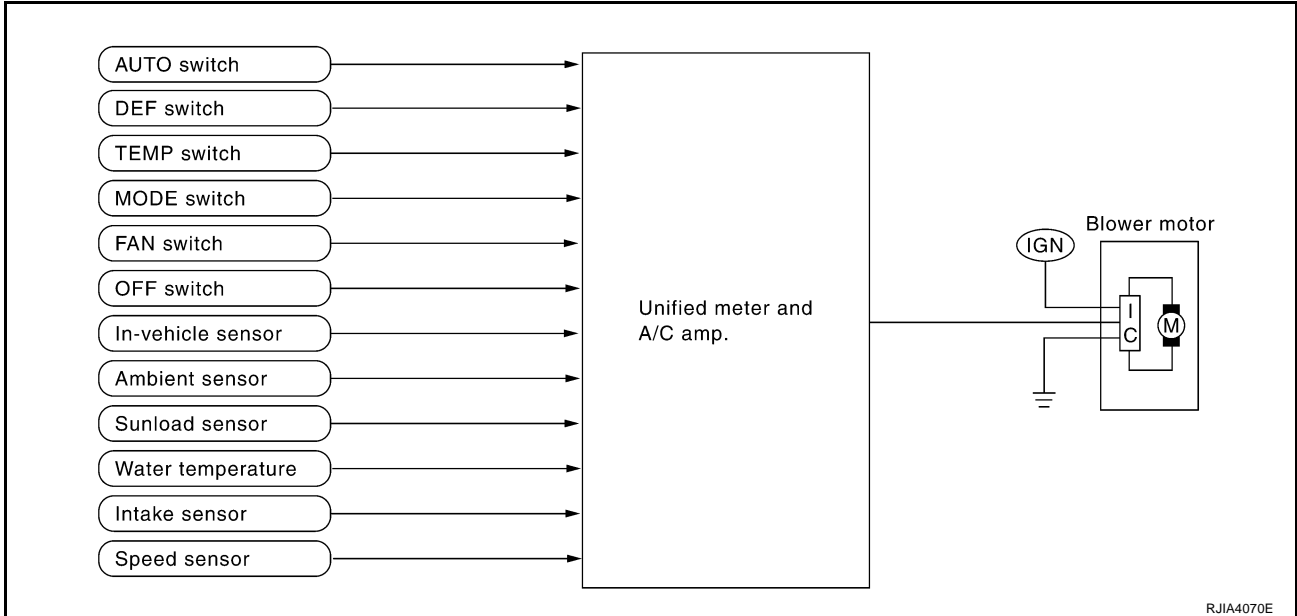 AUTO switch
DEF switch
TEMP switch
MODE switch
FAN switch
OFF switch
In-vehicle sensor
Ambient sensor
Sunload sensor
Water temperature
Intake sensor
Speed sensor
Unified meter and
A/C amp.
Blower motor
IGN
I
C
M
RJIA4070E